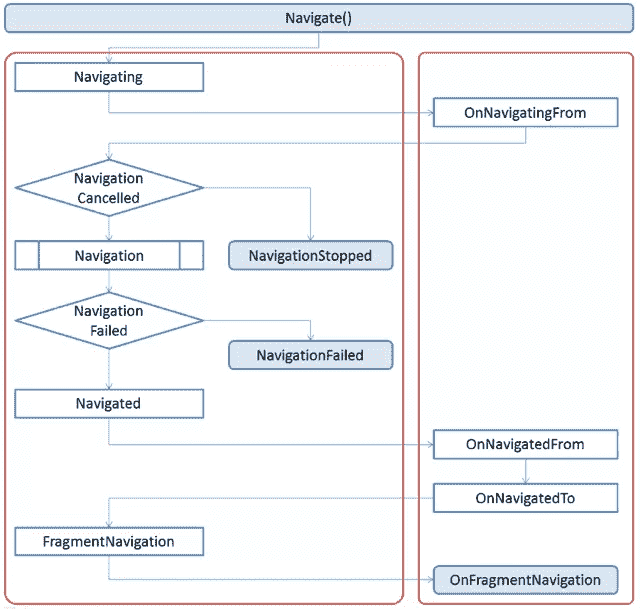 Navigate()
Navigating
OnNavigatingFrom
Navigation
Cancelled
Navigation
NavigationStopped
Navigation
Failed
NavigationFailed
Navigated
OnNavigatedFrom
OnNavigatedTo
FragmentNavigation
OnFragmentNavigation